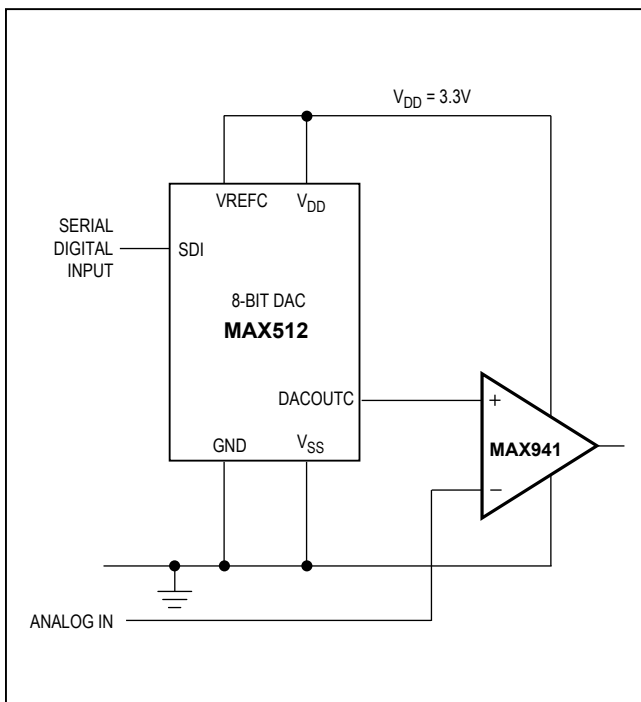 V_DD = 3.3V
VREFC
V_DD
SERIAL
DIGITAL
INPUT
SDI
8-BIT DAC
MAX512
DACOUTC
+
MAX941
GND
V_SS
−
ANALOG IN